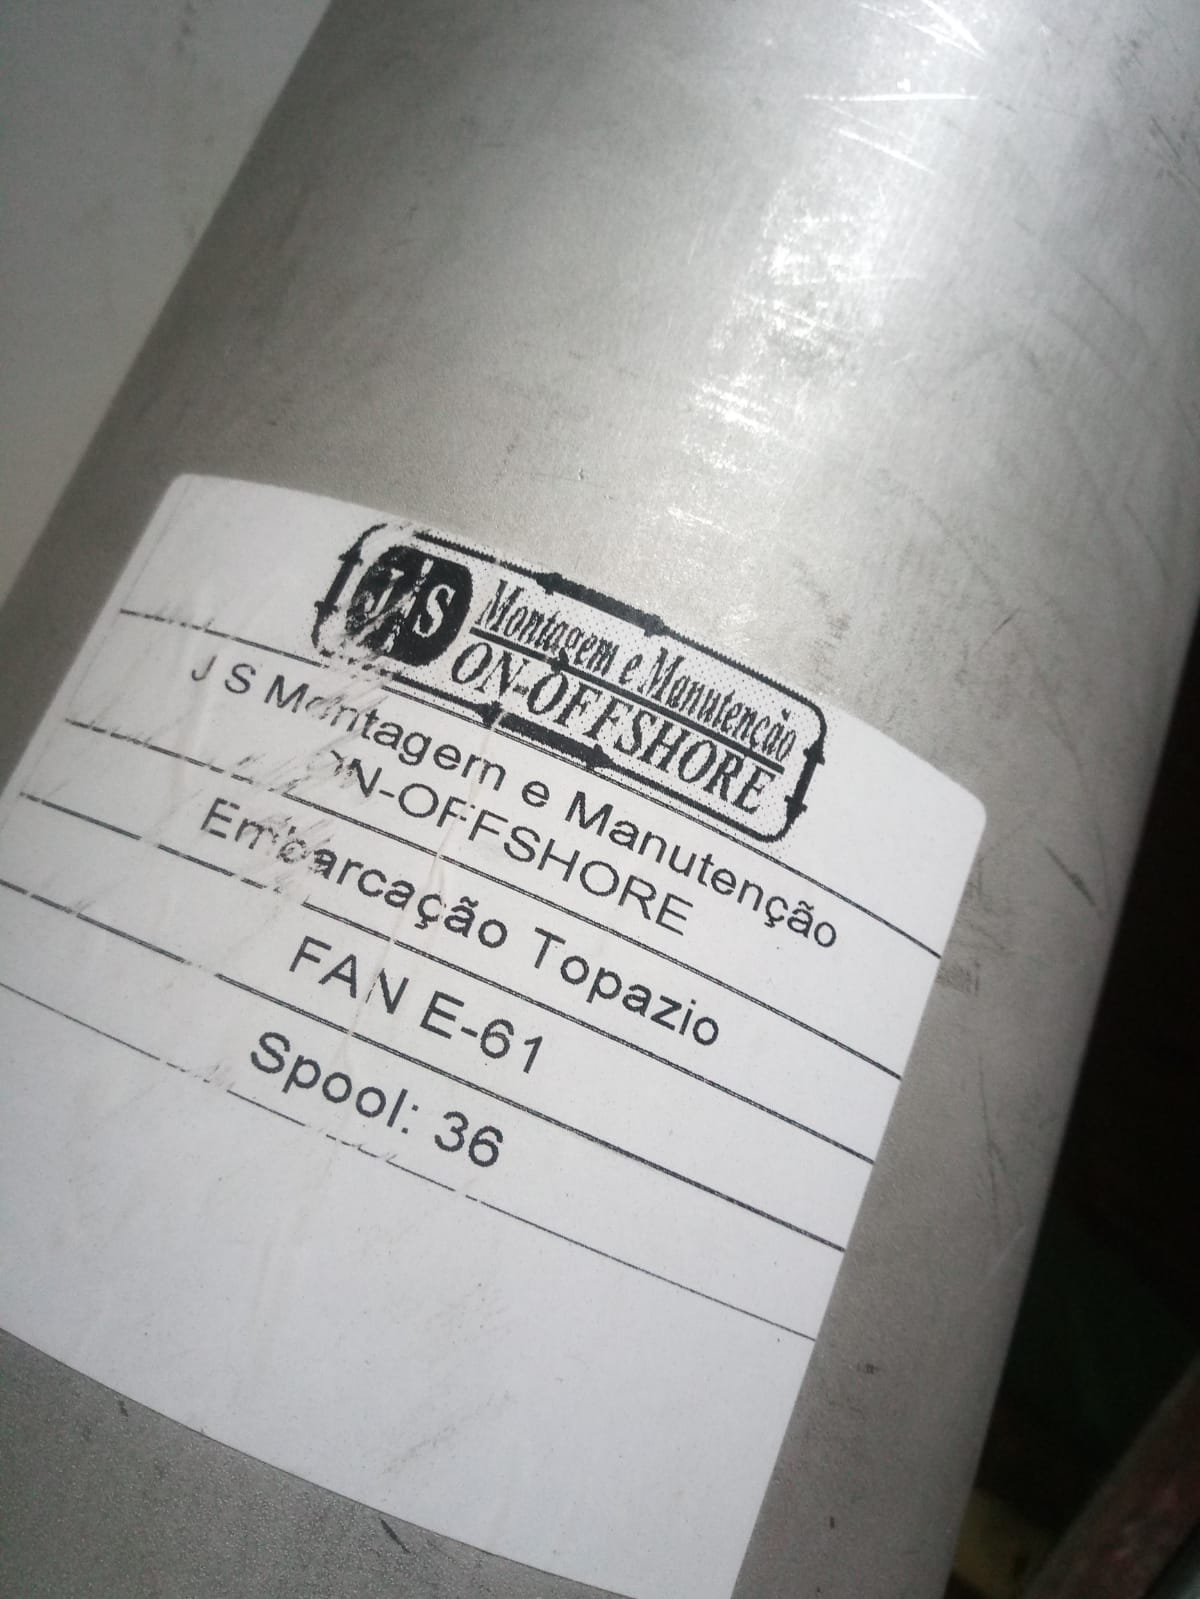 J S Montagem e Manutenção
ON-OFFSHORE
J S Montagem e Manutenção
ON-OFFSHORE
Embarcação Topazio
FAN E-61
Spool: 36